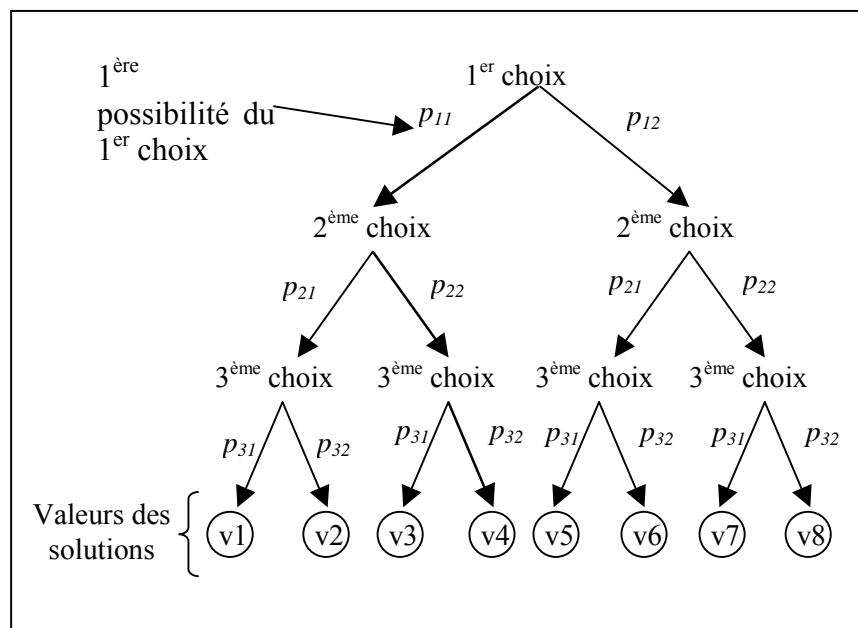 1ère
possibilité du
1er choix
1er choix
p11 p12
2ème choix 2ème choix
p21 p22 p21 p22
3ème choix 3ème choix 3ème choix 3ème choix
p31 p32 p31 p32 p31 p32 p31 p32
Valeurs des
solutions
v1 v2 v3 v4 v5 v6 v7 v8